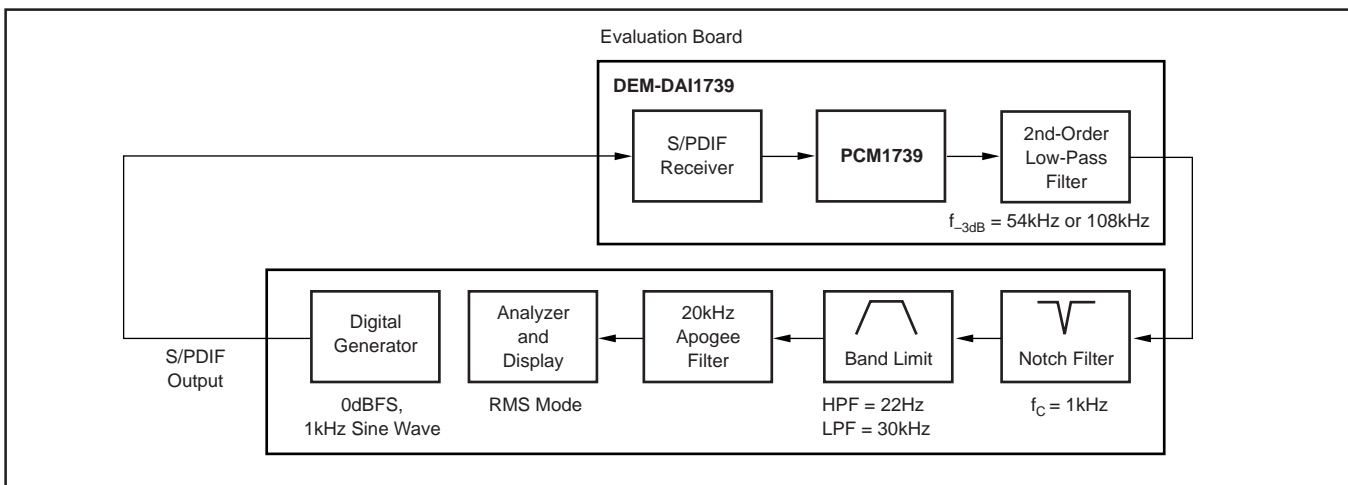 Evaluation Board
DEM-DAI1739
S/PDIF
Receiver
PCM1739
2nd-Order
Low-Pass
Filter
f–3dB = 54kHz or 108kHz
S/PDIF
Output
Digital
Generator
0dBFS,
1kHz Sine Wave
Analyzer
and
Display
RMS Mode
20kHz
Apogee
Filter
Band Limit
HPF = 22Hz
LPF = 30kHz
Notch Filter
fC = 1kHz